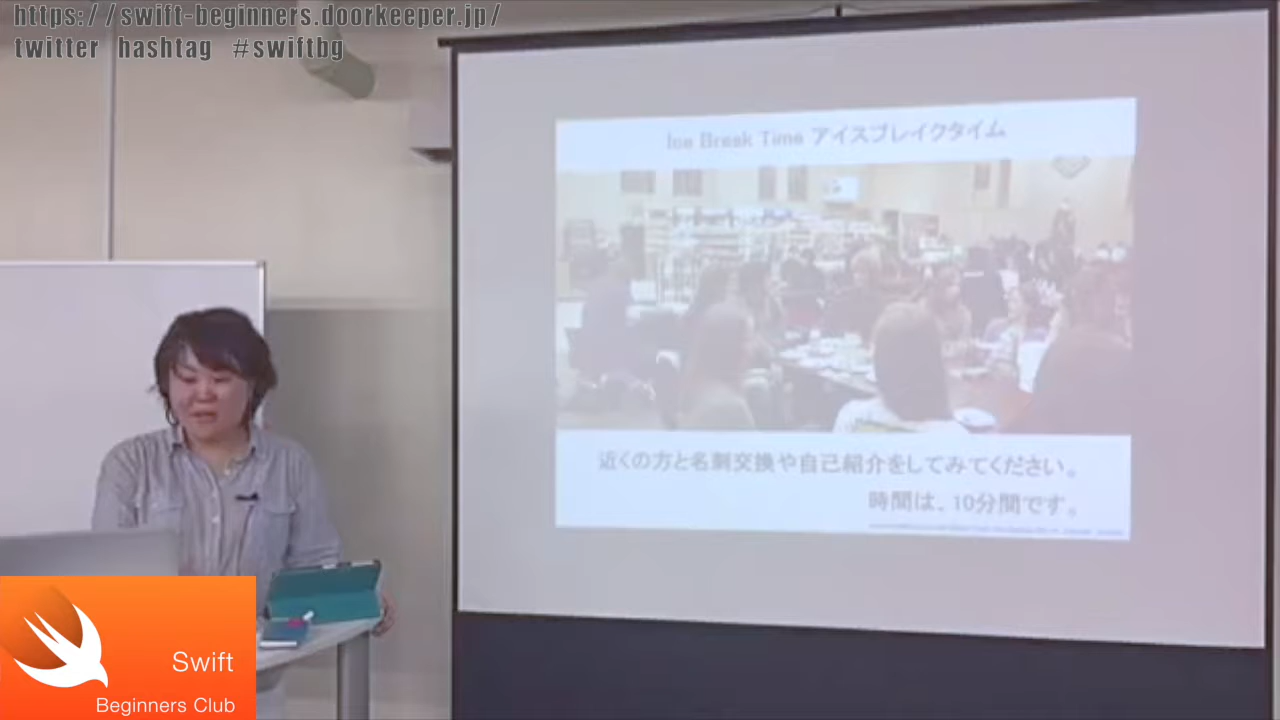 https://swift-beginners.doorkeeper.jp/
twitter hashtag #swiftbg
Ice Break Time アイスブレイクタイム
近くの方と名刺交換や自己紹介をしてみてください。
時間は、10分間です。
Swift
Beginners Club